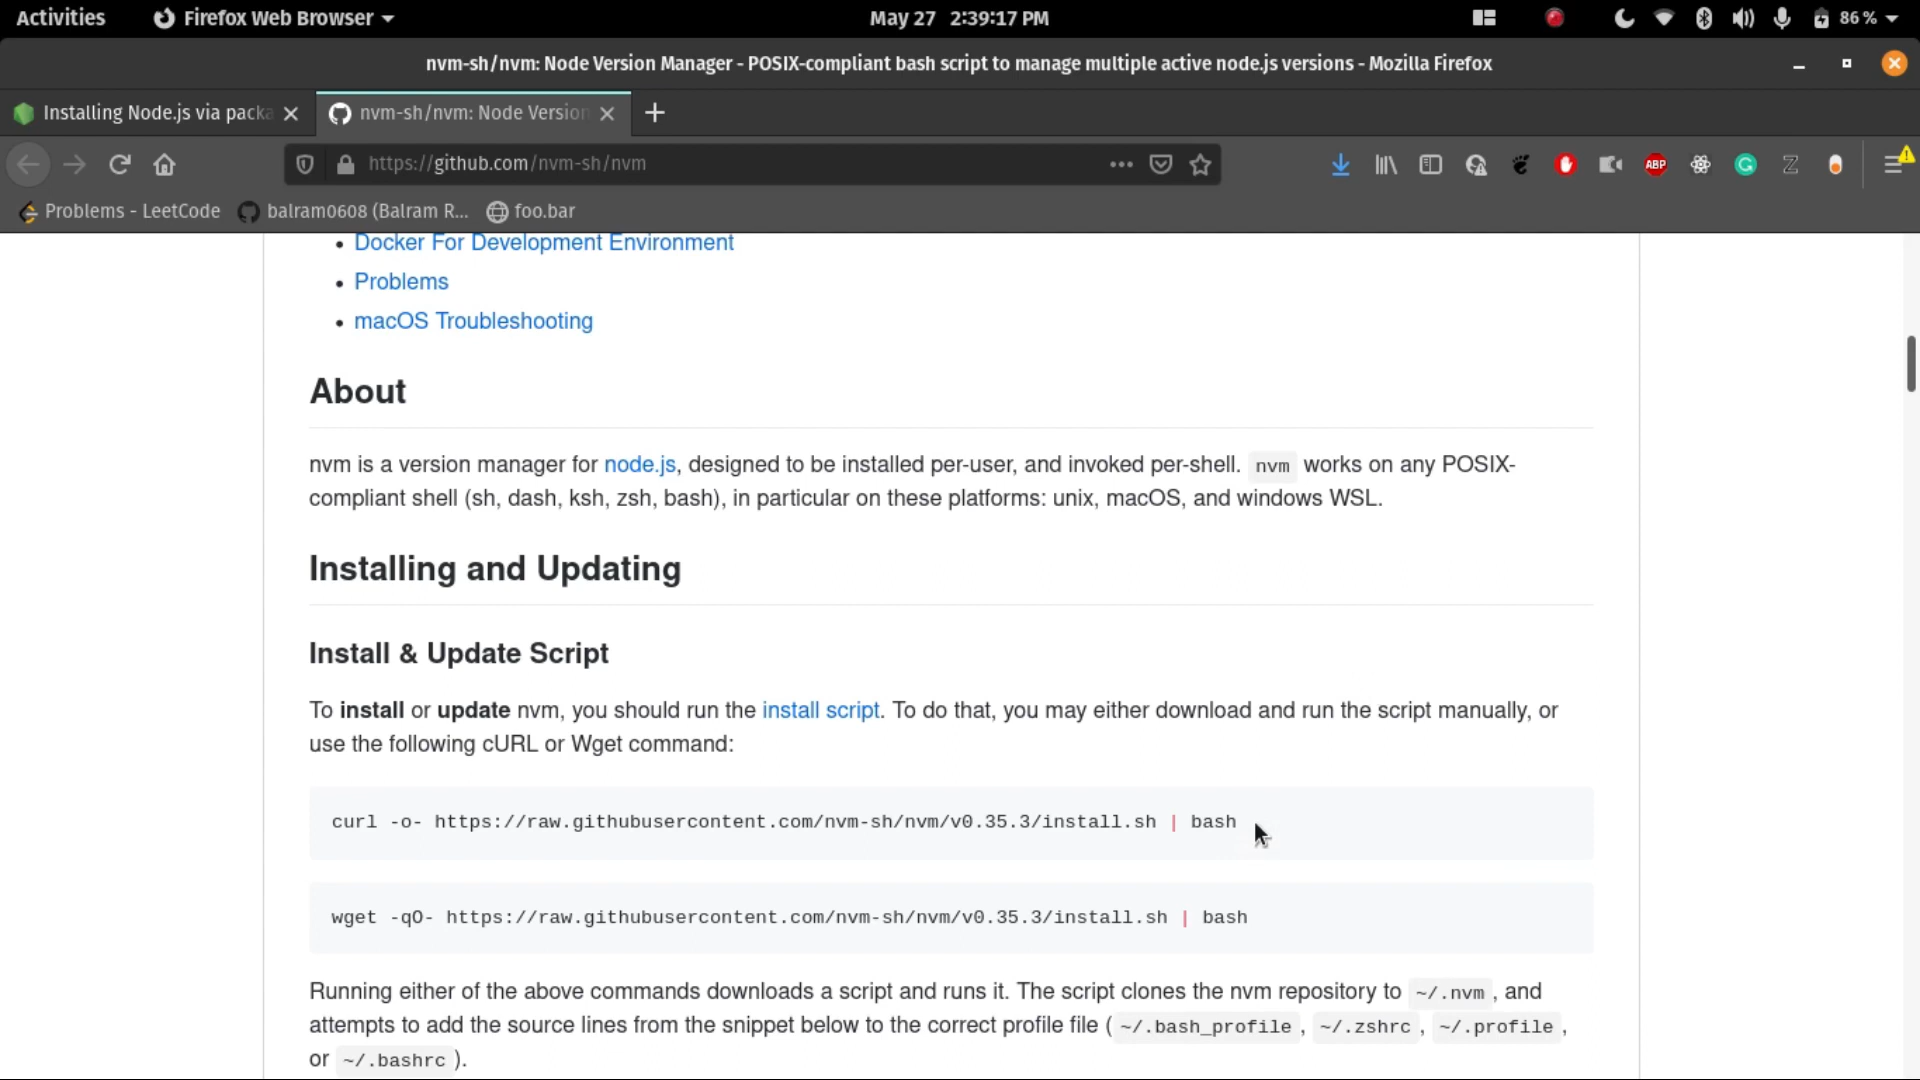 Activities Firefox Web Browser May 27 2:39:17 PM 86 %
nvm-sh/nvm: Node Version Manager - POSIX-compliant bash script to manage multiple active node.js versions - Mozilla Firefox
Installing Node.js via packa nvm-sh/nvm: Node Version
https://github.com/nvm-sh/nvm ABP
Problems - LeetCode balram0608 (Balram R... foo.bar
Docker For Development Environment
Problems
macOS Troubleshooting
About
nvm is a version manager for node.js, designed to be installed per-user, and invoked per-shell. nvm works on any POSIX-
compliant shell (sh, dash, ksh, zsh, bash), in particular on these platforms: unix, macOS, and windows WSL.
Installing and Updating
Install & Update Script
To install or update nvm, you should run the install script. To do that, you may either download and run the script manually, or
use the following cURL or Wget command:
curl -o- https://raw.githubusercontent.com/nvm-sh/nvm/v0.35.3/install.sh | bash
wget -qO- https://raw.githubusercontent.com/nvm-sh/nvm/v0.35.3/install.sh | bash
Running either of the above commands downloads a script and runs it. The script clones the nvm repository to ~/.nvm , and
attempts to add the source lines from the snippet below to the correct profile file ( ~/.bash_profile , ~/.zshrc , ~/.profile ,
or ~/.bashrc ).